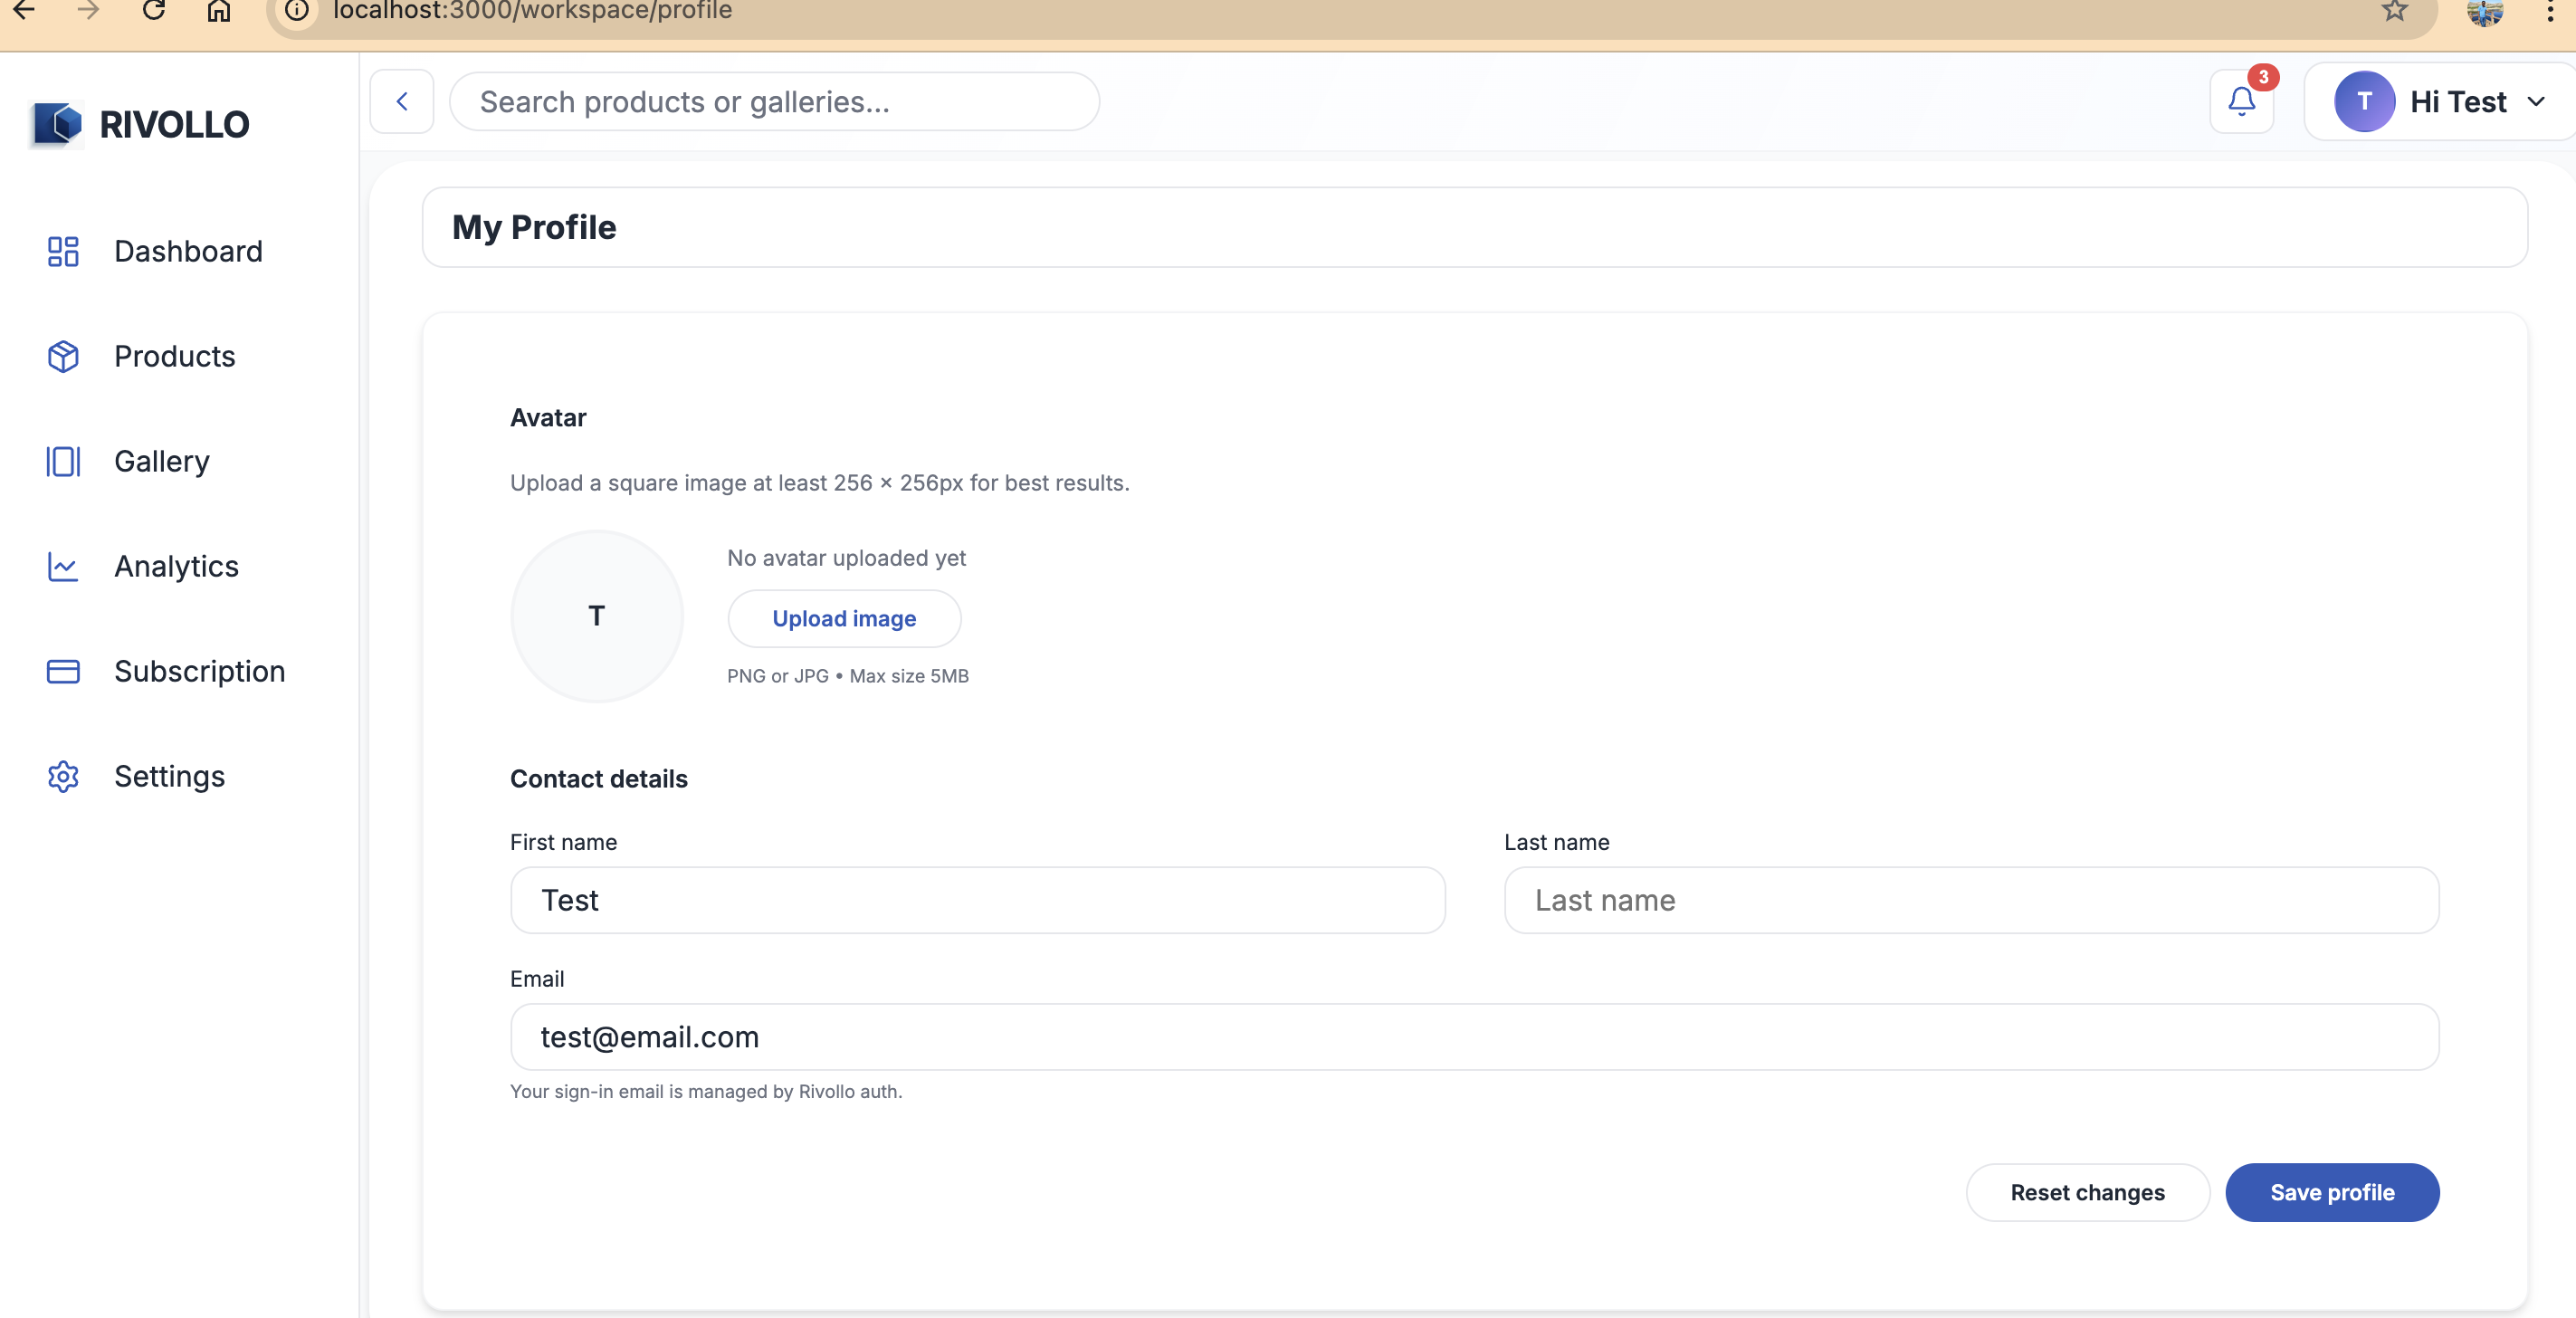 localhost:3000/workspace/profile
RIVOLLO
Search products or galleries...
3
T
Hi Test
Dashboard
Products
Gallery
Analytics
Subscription
Settings
My Profile
Avatar
Upload a square image at least 256 × 256px for best results.
T
No avatar uploaded yet
Upload image
PNG or JPG • Max size 5MB
Contact details
First name
Last name
Test
Last name
Email
test@email.com
Your sign-in email is managed by Rivollo auth.
Reset changes
Save profile